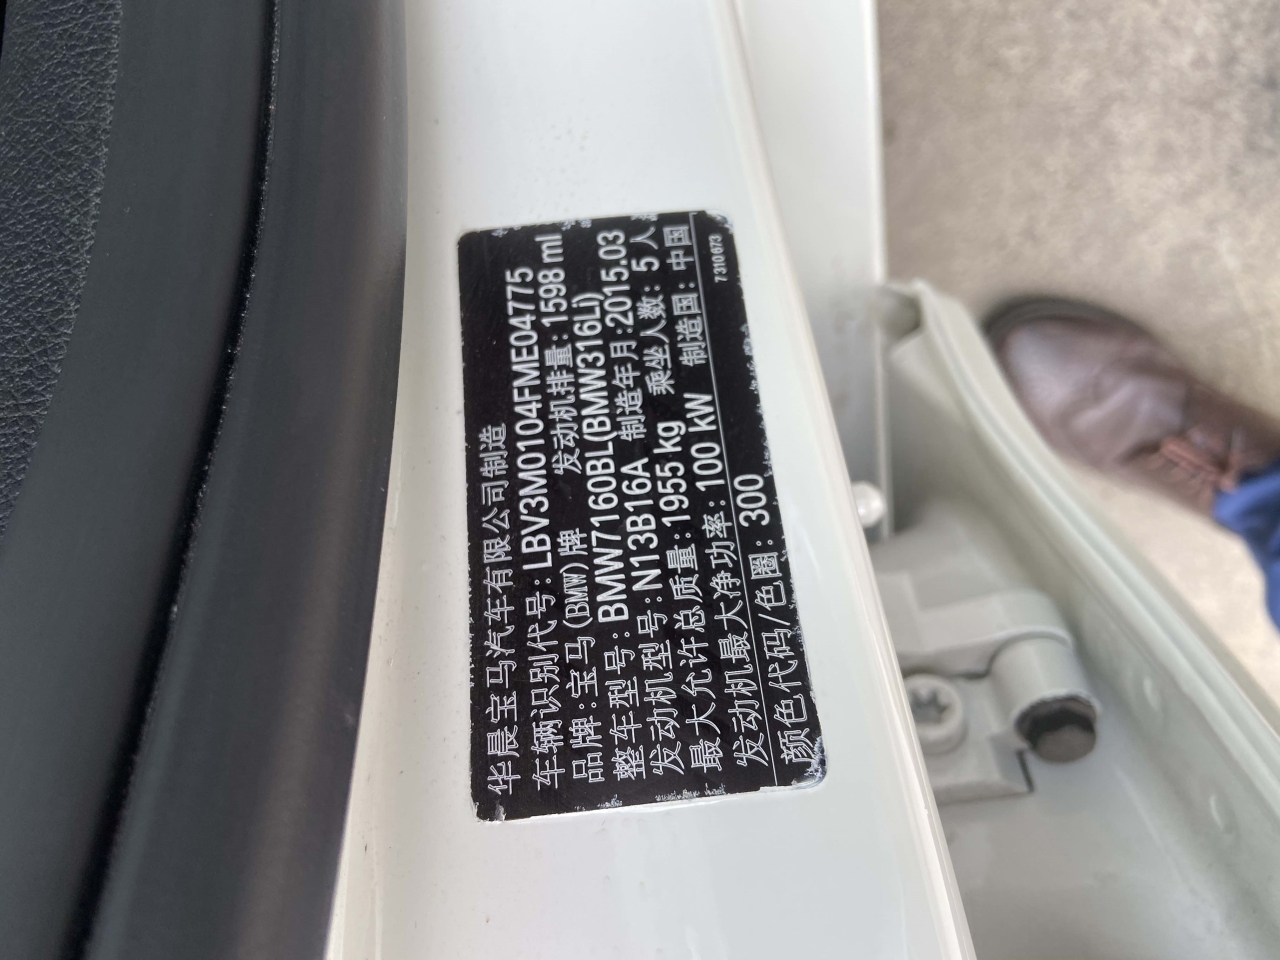 华晨宝马汽车有限公司制造
车辆识别代号:LBV3M0104FME04775
品牌:宝马(BMW)牌 发动机排量:1598 ml
整车型号:BMW7160BL(BMW316Li)
发动机型号:N13B16A 制造年月:2015.03
最大允许总质量:1955 kg 乘坐人数:5人
发动机最大净功率:100 kW 制造国:中国
颜色代码/色圈:300 7310673